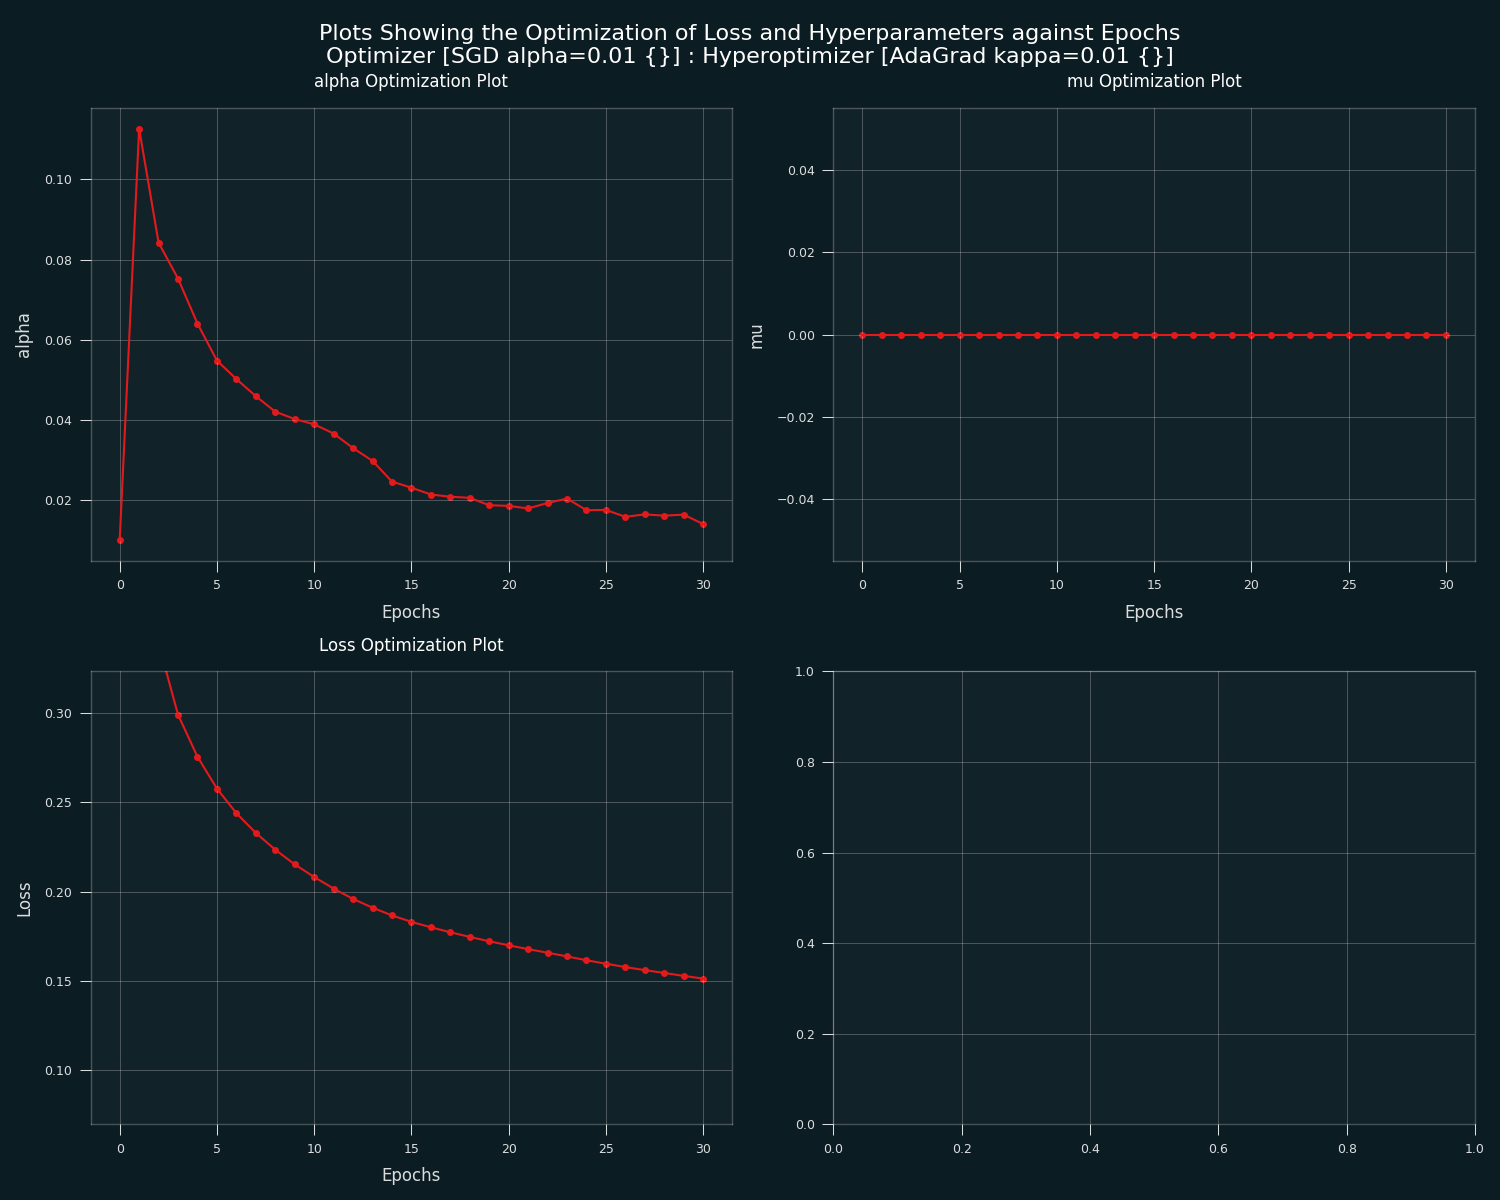 Plots Showing the Optimization of Loss and Hyperparameters against Epochs
Optimizer [SGD alpha=0.01 {}] : Hyperoptimizer [AdaGrad kappa=0.01 {}]
alpha Optimization Plot
alpha
0.10
0.08
0.06
0.04
0.02
0 5 10 15 20 25 30
Epochs
mu Optimization Plot
mu
0.04
0.02
0.00
−0.02
−0.04
0 5 10 15 20 25 30
Epochs
Loss Optimization Plot
Loss
0.30
0.25
0.20
0.15
0.10
0 5 10 15 20 25 30
Epochs
1.0
0.8
0.6
0.4
0.2
0.0
0.0 0.2 0.4 0.6 0.8 1.0